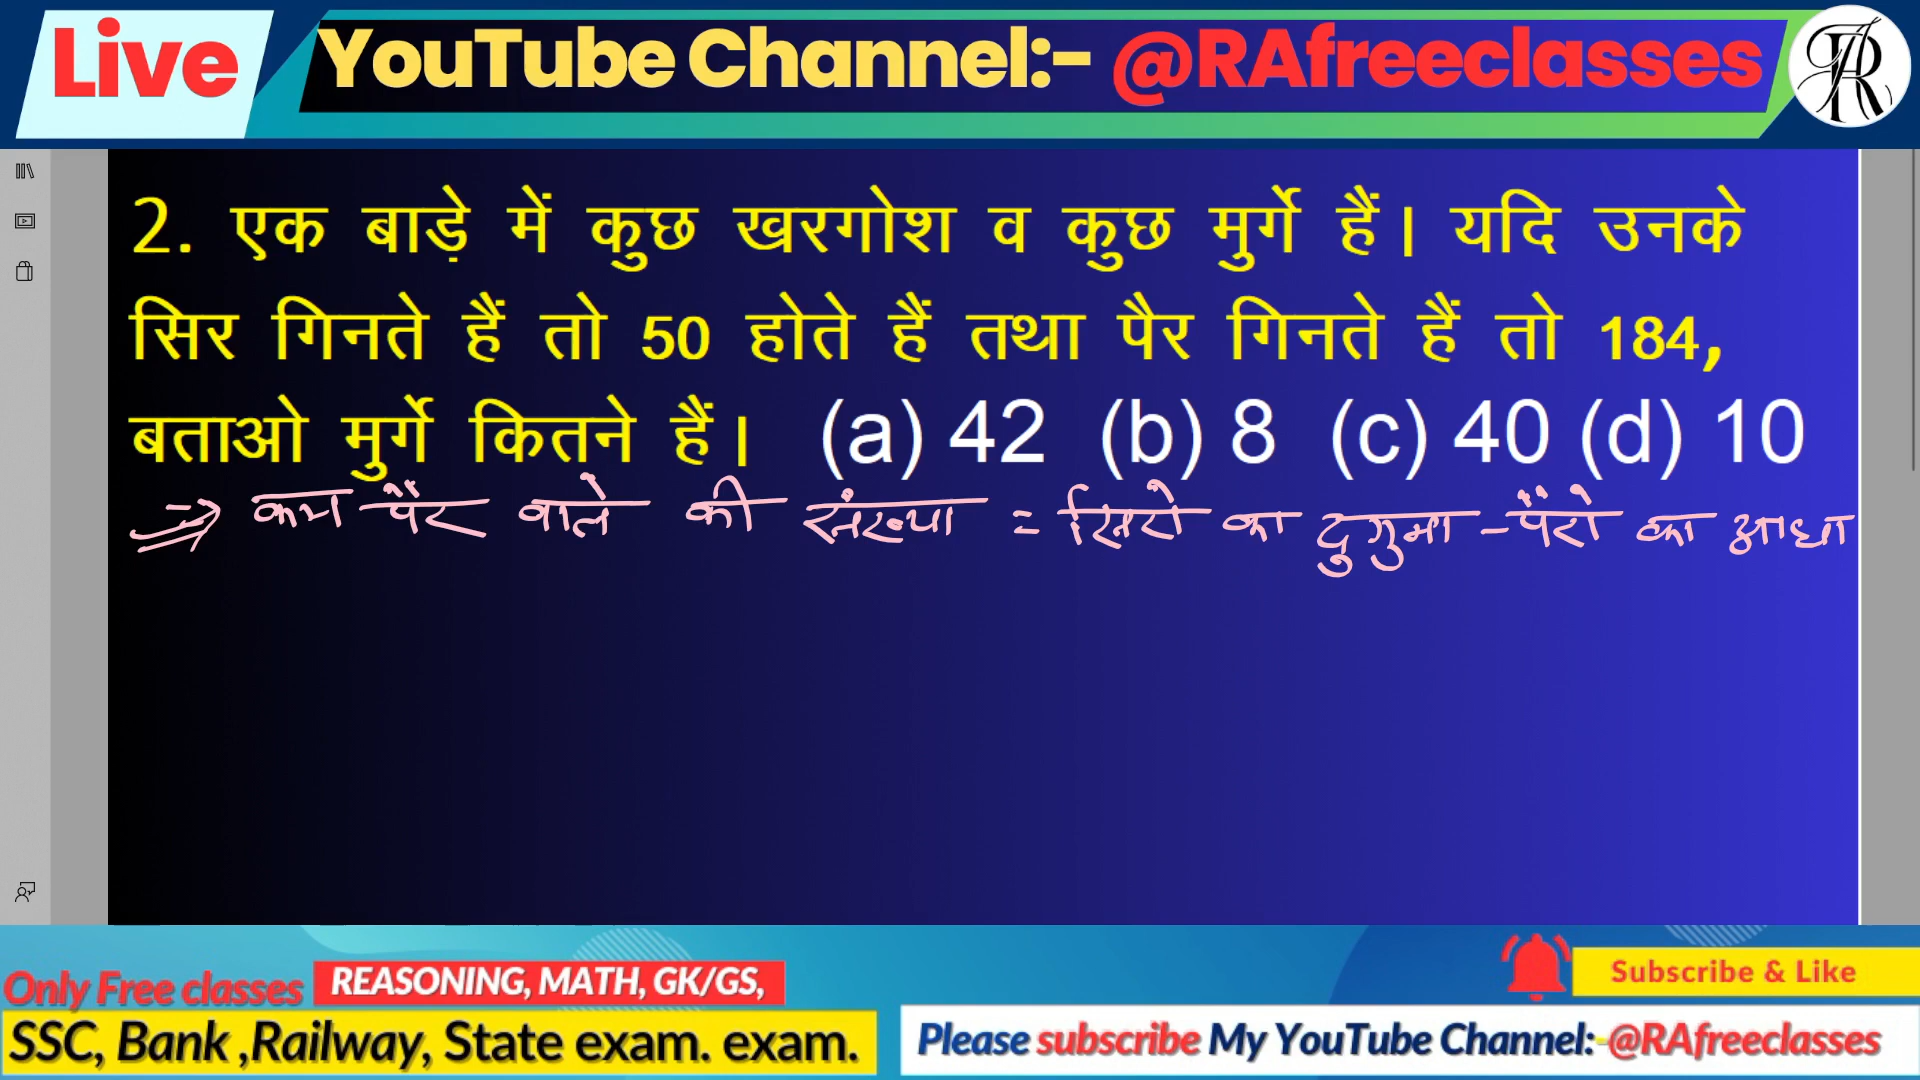 Live
YouTube Channel:- @RAfreeclasses
2. एक बाड़े में कुछ खरगोश व कुछ मुर्गे हैं। यदि उनके
सिर गिनते हैं तो 50 होते हैं तथा पैर गिनते हैं तो 184,
बताओ मुर्गे कितने हैं। (a) 42 (b) 8 (c) 40 (d) 10
⇒ कम पैर वाले की संख्या = सिरो का दुगुना - पैरो का आधा
Only Free classes REASONING, MATH, GK/GS,
Subscribe & Like
SSC, Bank ,Railway, State exam. exam.
Please subscribe My YouTube Channel:-@RAfreeclasses